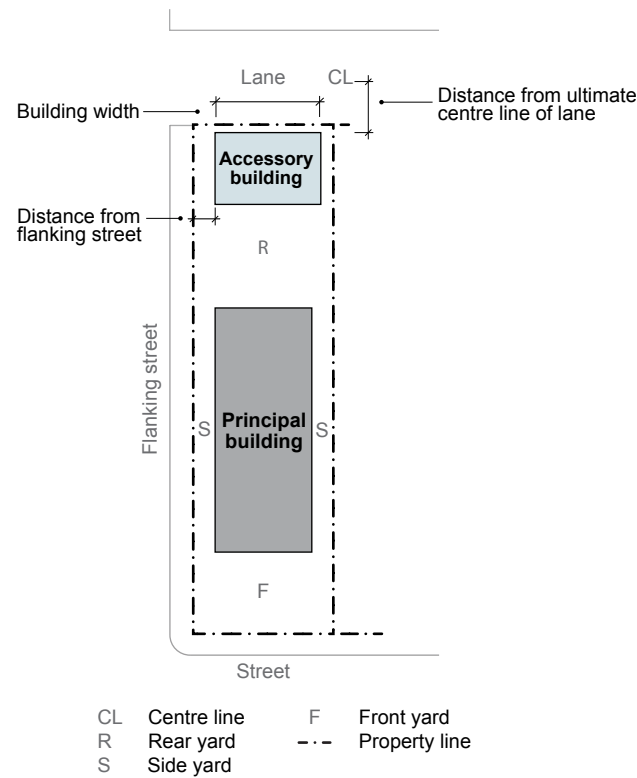 Lane
CL
Distance from ultimate
centre line of lane
Building width
Accessory
building
Distance from
flanking street
R
Flanking street
S
Principal
building
S
F
Street
CL Centre line
R Rear yard
S Side yard
F Front yard
Property line